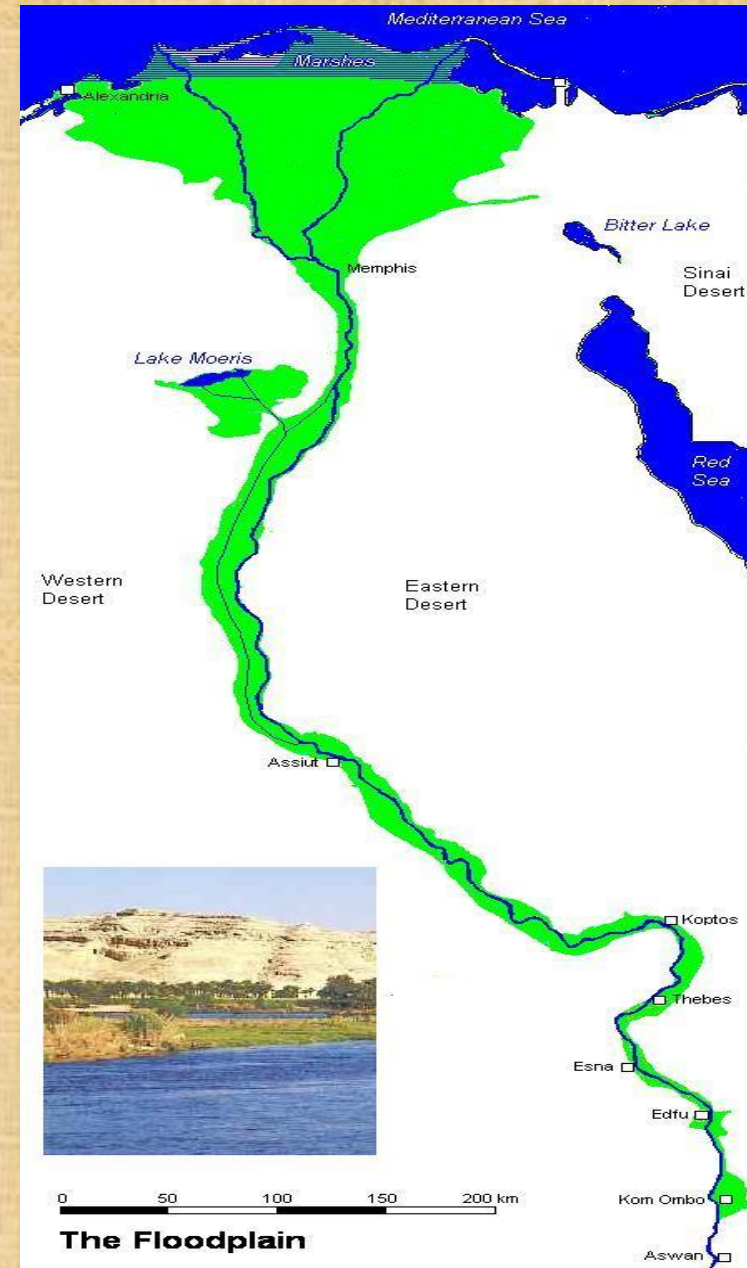 Mediterranean Sea
Marshes
Alexandria
Bitter Lake
Memphis
Sinai
Desert
Lake Moeris
Red
Sea
Western
Desert
Eastern
Desert
Assiut
Koptos
Thebes
Esna
Edfu
Kom Ombo
0 50 100 150 200 km
The Floodplain
Aswan